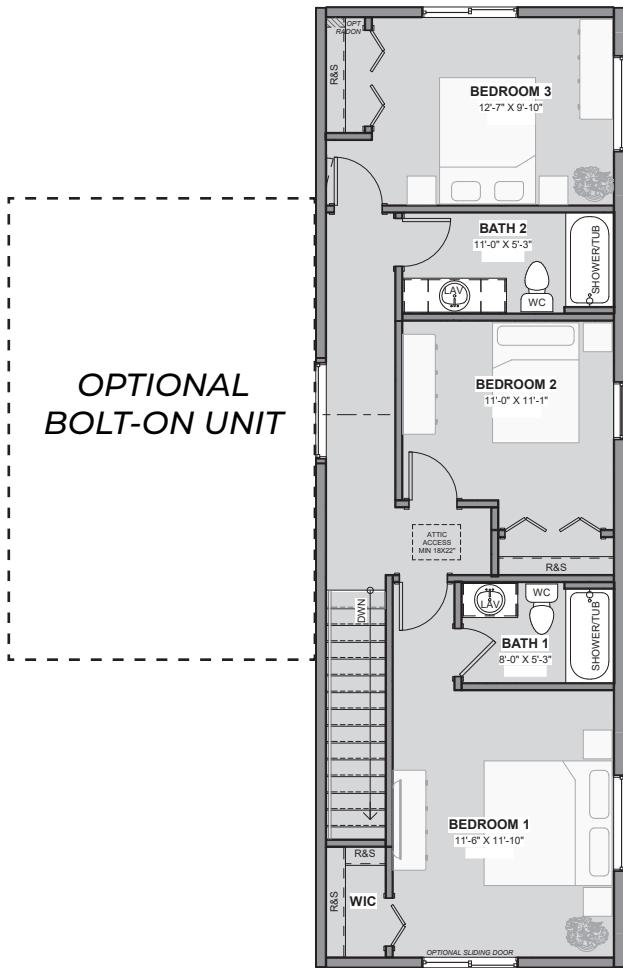 OPT
RADON
R&S
BEDROOM 3
12'-7" X 9'-10"
BATH 2
11'-0" X 5'-3"
SHOWER/TUB
LAV
WC
OPTIONAL
BOLT-ON UNIT
BEDROOM 2
11'-0" X 11'-1"
ATTIC
ACCESS
MIN 18X22"
R&S
DWN
LAV
WC
SHOWER/TUB
BATH 1
8'-0" X 5'-3"
BEDROOM 1
11'-6" X 11'-10"
R&S
R&S
WIC
OPTIONAL SLIDING DOOR